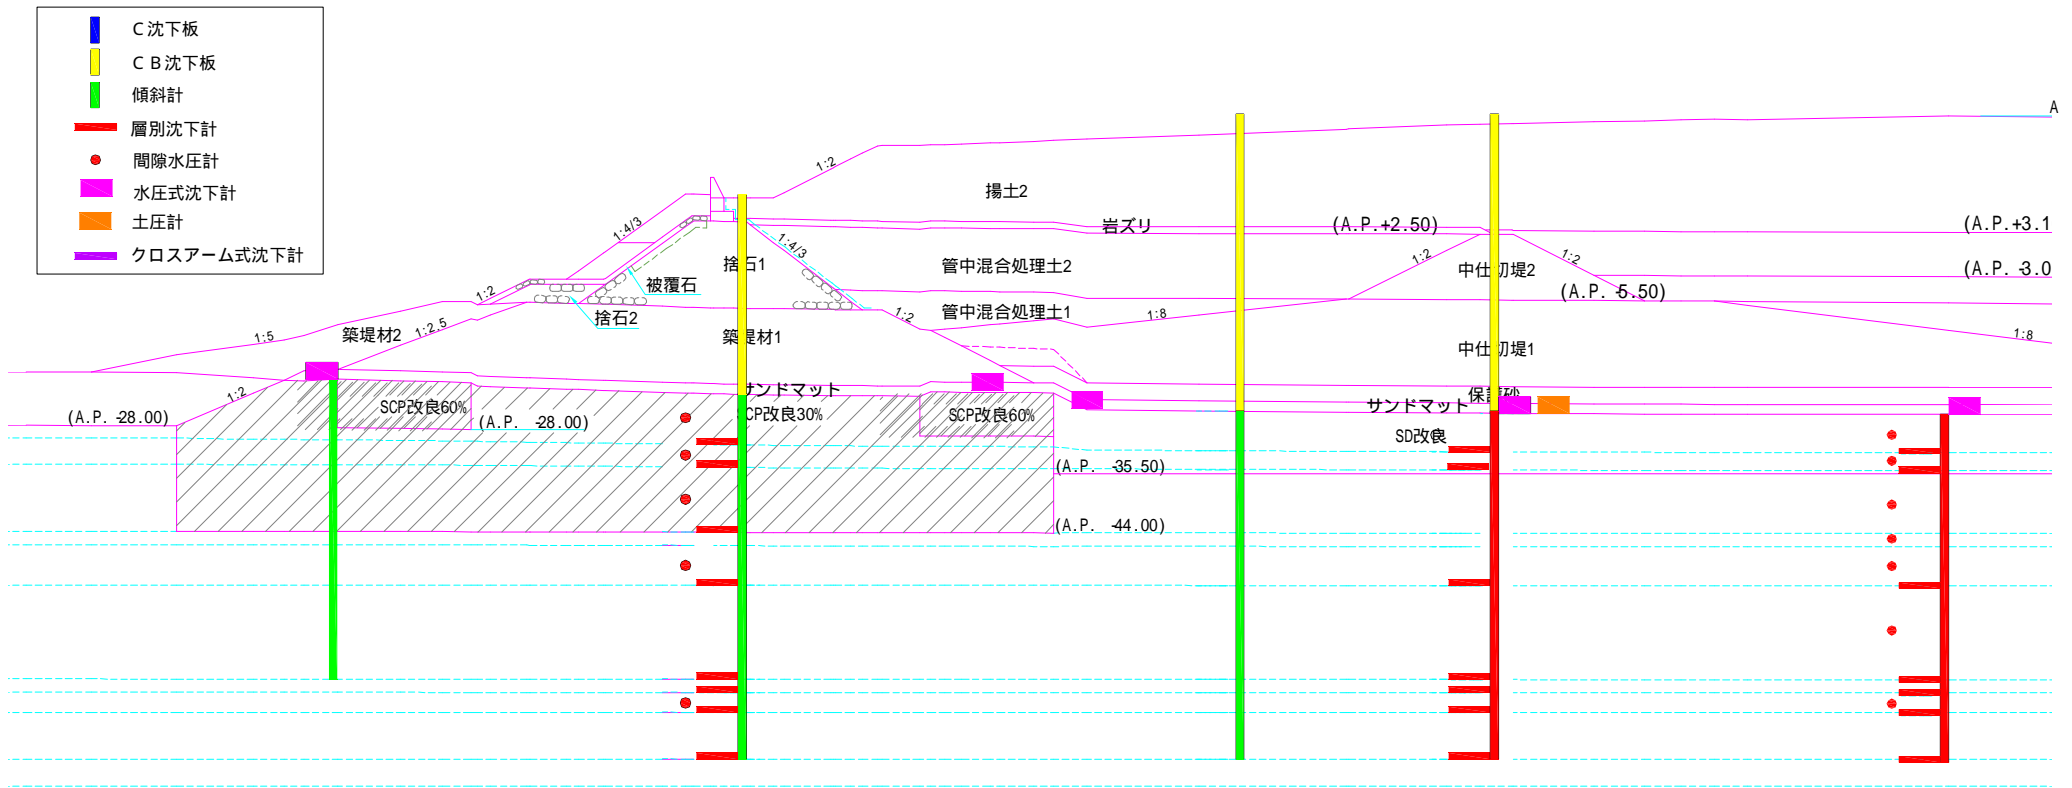 C沈下板
CB沈下板
傾斜計
層別沈下計
間隙水圧計
水圧式沈下計
土圧計
クロスアーム式沈下計
A
1:2
揚土2
1:4/3
岩ズリ
(A.P.+2.50)
(A.P.+3.1
1:4/3
捨石1
管中混合処理土2
1:2
中仕切堤2
1:2
(A.P. -3.0
被覆石
1:2
(A.P. -5.50)
捨石2
管中混合処理土1
1:2
1:8
1:5
築堤材2
1:2.5
築堤材1
中仕切堤1
1:8
サンドマット
保護砂
1:2
(A.P. -28.00)
SCP改良60%
(A.P. -28.00)
SCP改良30%
SCP改良60%
サンドマット
SD改良
(A.P. -35.50)
(A.P. -44.00)